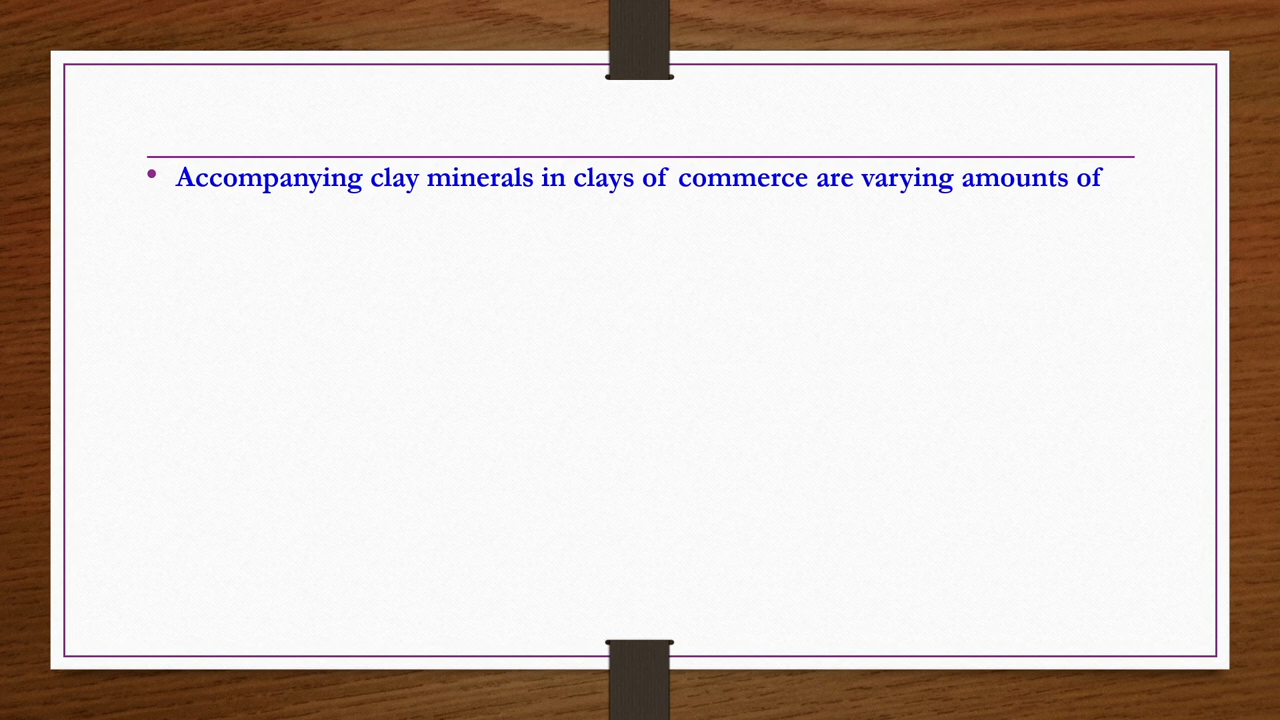 • Accompanying clay minerals in clays of commerce are varying amounts of